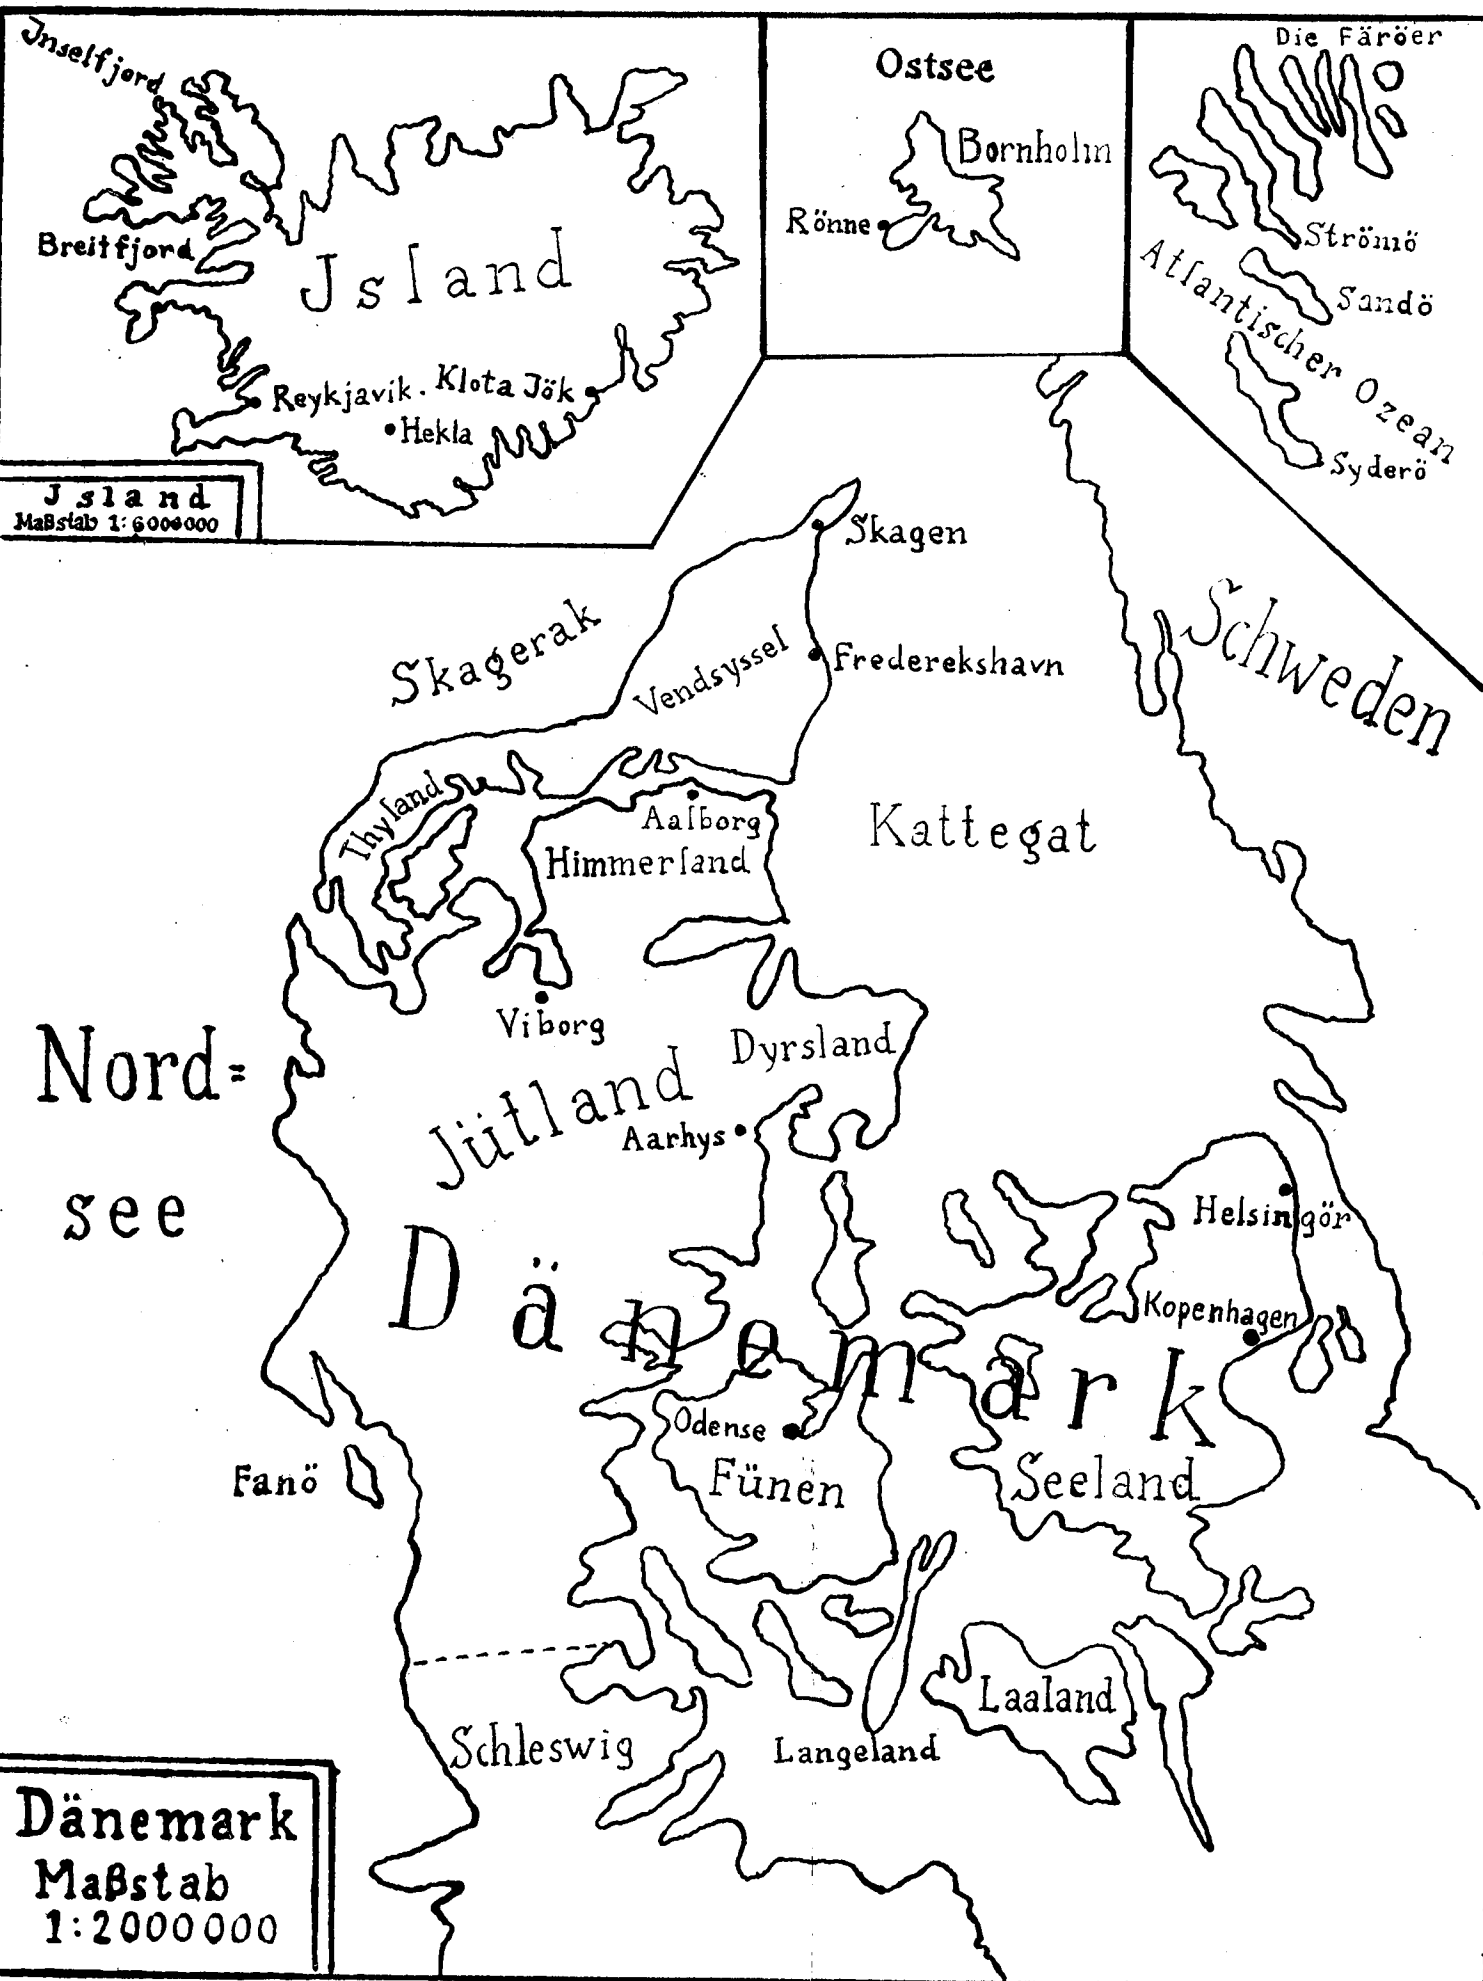 Jnselfjord
Breitfjord
Jsland
Reykjavik.
Klota Jök
Hekla
Jsland
Maßstab 1:6000000
Ostsee
Bornholm
Rönne
Die Färöer
Strömö
Atlantischer Ozean
Sandö
Syderö
Skagen
Skagerak
Vendsyssel
Frederekshavn
Schweden
Thyland
Aalborg
Himmerland
Kattegat
Viborg
Dyrsland
Nord=
see
Jütland
Aarhys
Helsingör
Dänemark
Kopenhagen
Odense
Fünen
Seeland
Fanö
Laaland
Schleswig
Langeland
Dänemark
Maßstab
1:2000000